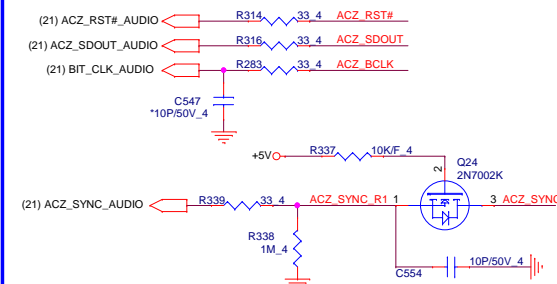 (21) ACZ_RST#_AUDIO R314 33_4 ACZ_RST#
(21) ACZ_SDOUT_AUDIO R316 33_4 ACZ_SDOUT
(21) BIT_CLK_AUDIO R283 33_4 ACZ_BCLK
C547
*10P/50V_4
+5V R337 10K/F_4
Q24
2N7002K
2
(21) ACZ_SYNC_AUDIO R339 33_4 ACZ_SYNC_R1 1 3 ACZ_SYNC
R338
1M_4
C554 10P/50V_4